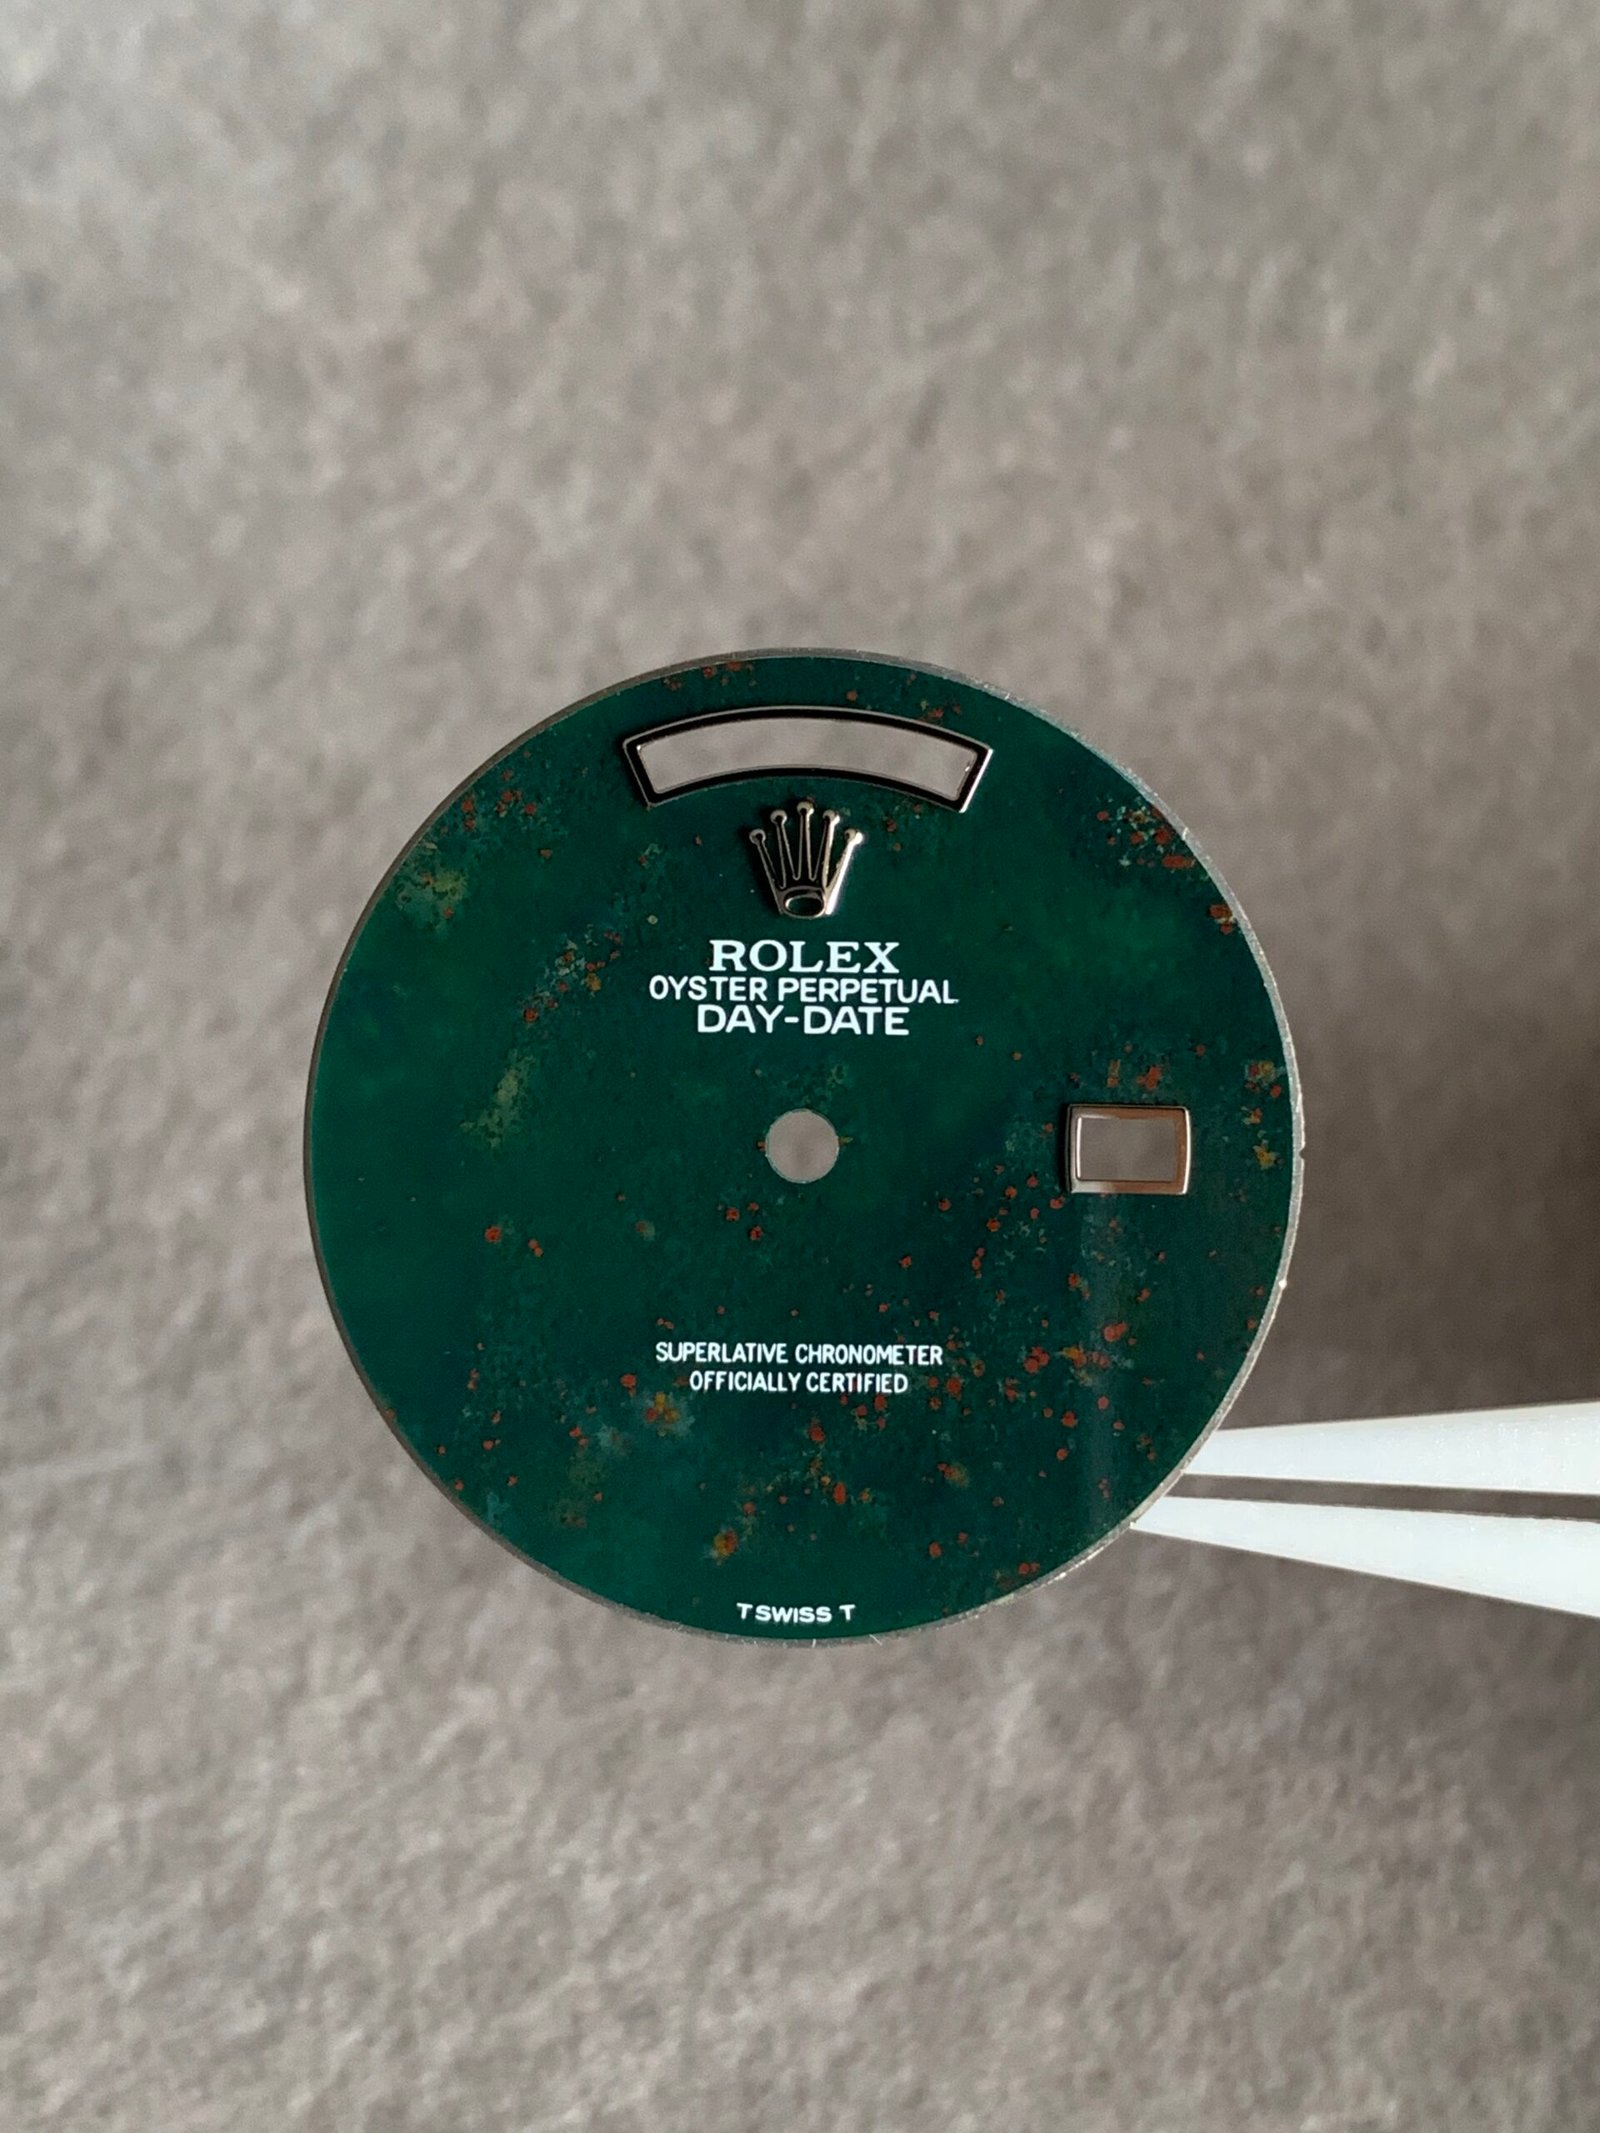 ROLEX
OYSTER PERPETUAL
DAY-DATE
SUPERLATIVE CHRONOMETER
OFFICIALLY CERTIFIED
T SWISS T